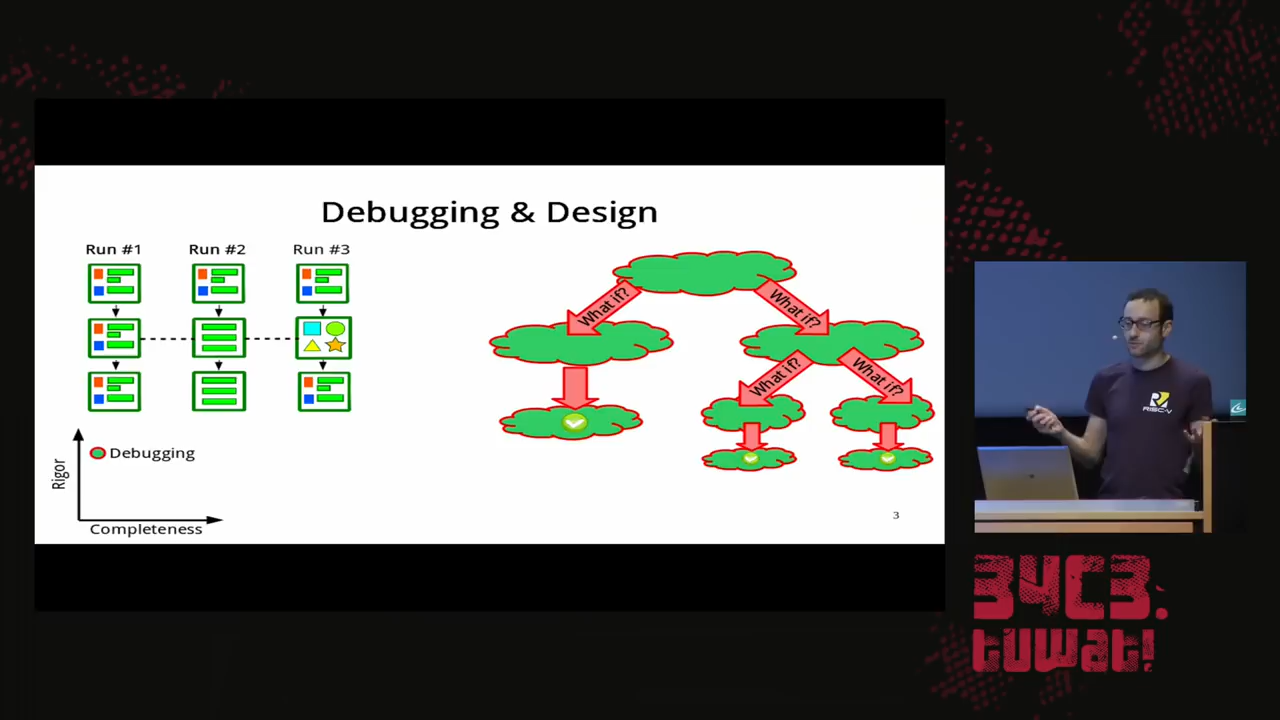 Debugging & Design
Run #1
Run #2
Run #3
What if?
What if?
What if?
What if?
Rigor
Debugging
Completeness
3
RISC-V
34C3.
tuwat!